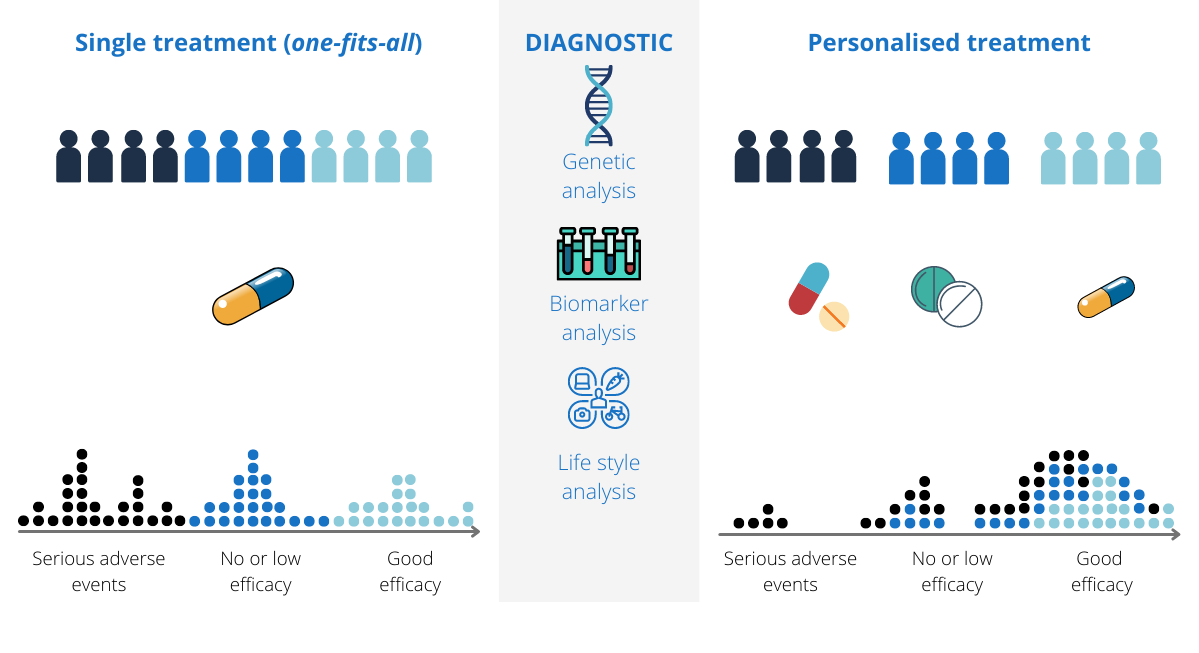 Single treatment (one-fits-all)
Serious adverse
events
No or low
efficacy
Good
efficacy
DIAGNOSTIC
Genetic
analysis
Biomarker
analysis
Life style
analysis
Personalised treatment
Serious adverse
events
No or low
efficacy
Good
efficacy